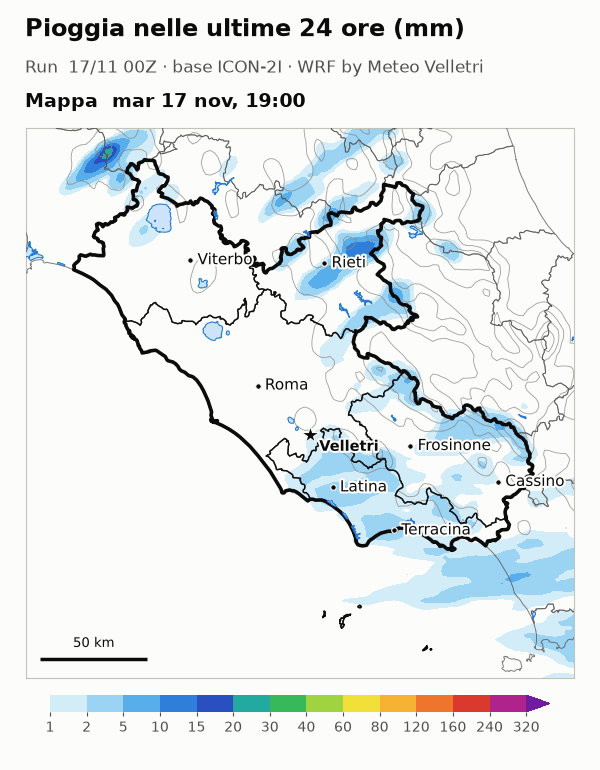 Pioggia nelle ultime 24 ore (mm)
Run  17/11 00Z · base ICON-2I · WRF by Meteo Velletri
Mappa  mar 17 nov, 19:00
Viterbo
Rieti
Roma
Velletri
Frosinone
Latina
Cassino
Terracina
50 km
1 2 5 10 15 20 30 40 60 80 120 160 240 320